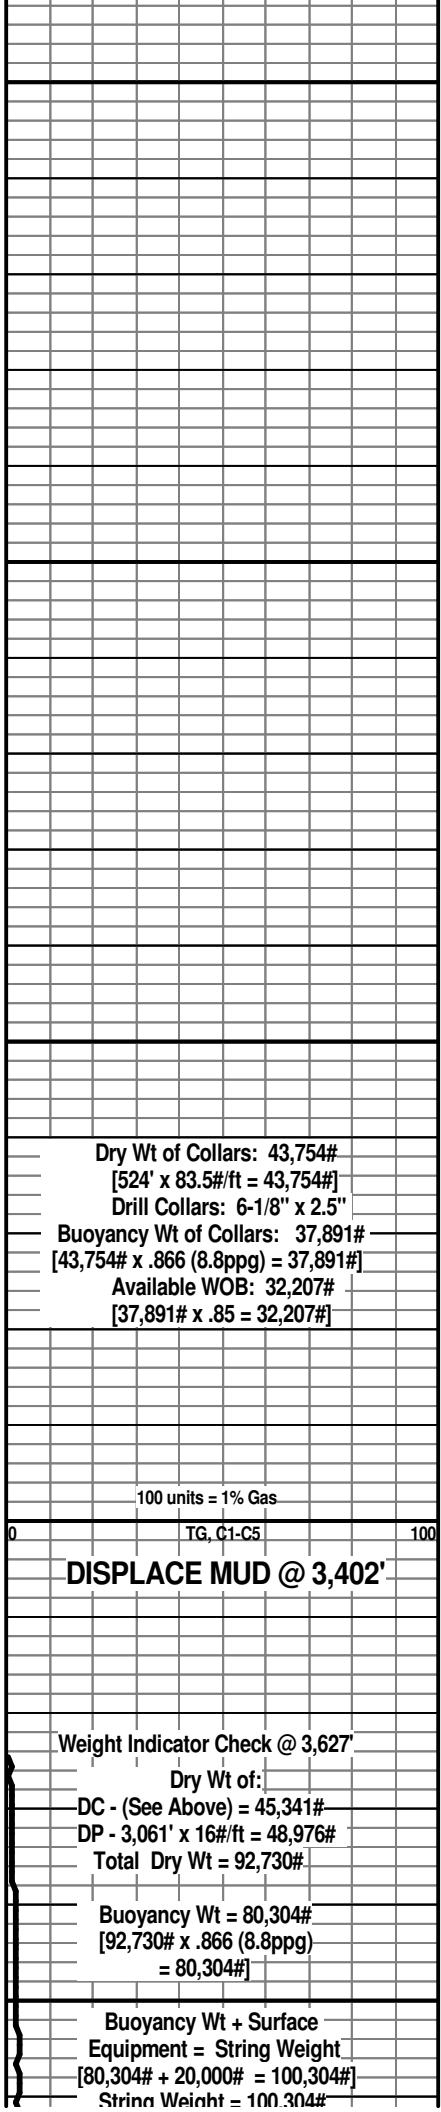 Dry Wt of Collars: 43,754#
[524' x 83.5#/ft = 43,754#]
Drill Collars: 6-1/8" x 2.5"
Buoyancy Wt of Collars: 37,891#
[43,754# x .866 (8.8ppg) = 37,891#]
Available WOB: 32,207#
[37,891# x .85 = 32,207#]
100 units = 1% Gas
0 TG, C1-C5 100
DISPLACE MUD @ 3,402'
Weight Indicator Check @ 3,627'
Dry Wt of:
DC - (See Above) = 45,341#
DP - 3,061' x 16#/ft = 48,976#
Total Dry Wt = 92,730#
Buoyancy Wt = 80,304#
[92,730# x .866 (8.8ppg)
= 80,304#]
Buoyancy Wt + Surface
Equipment = String Weight
[80,304# + 20,000# = 100,304#]
String Weight = 100,304#